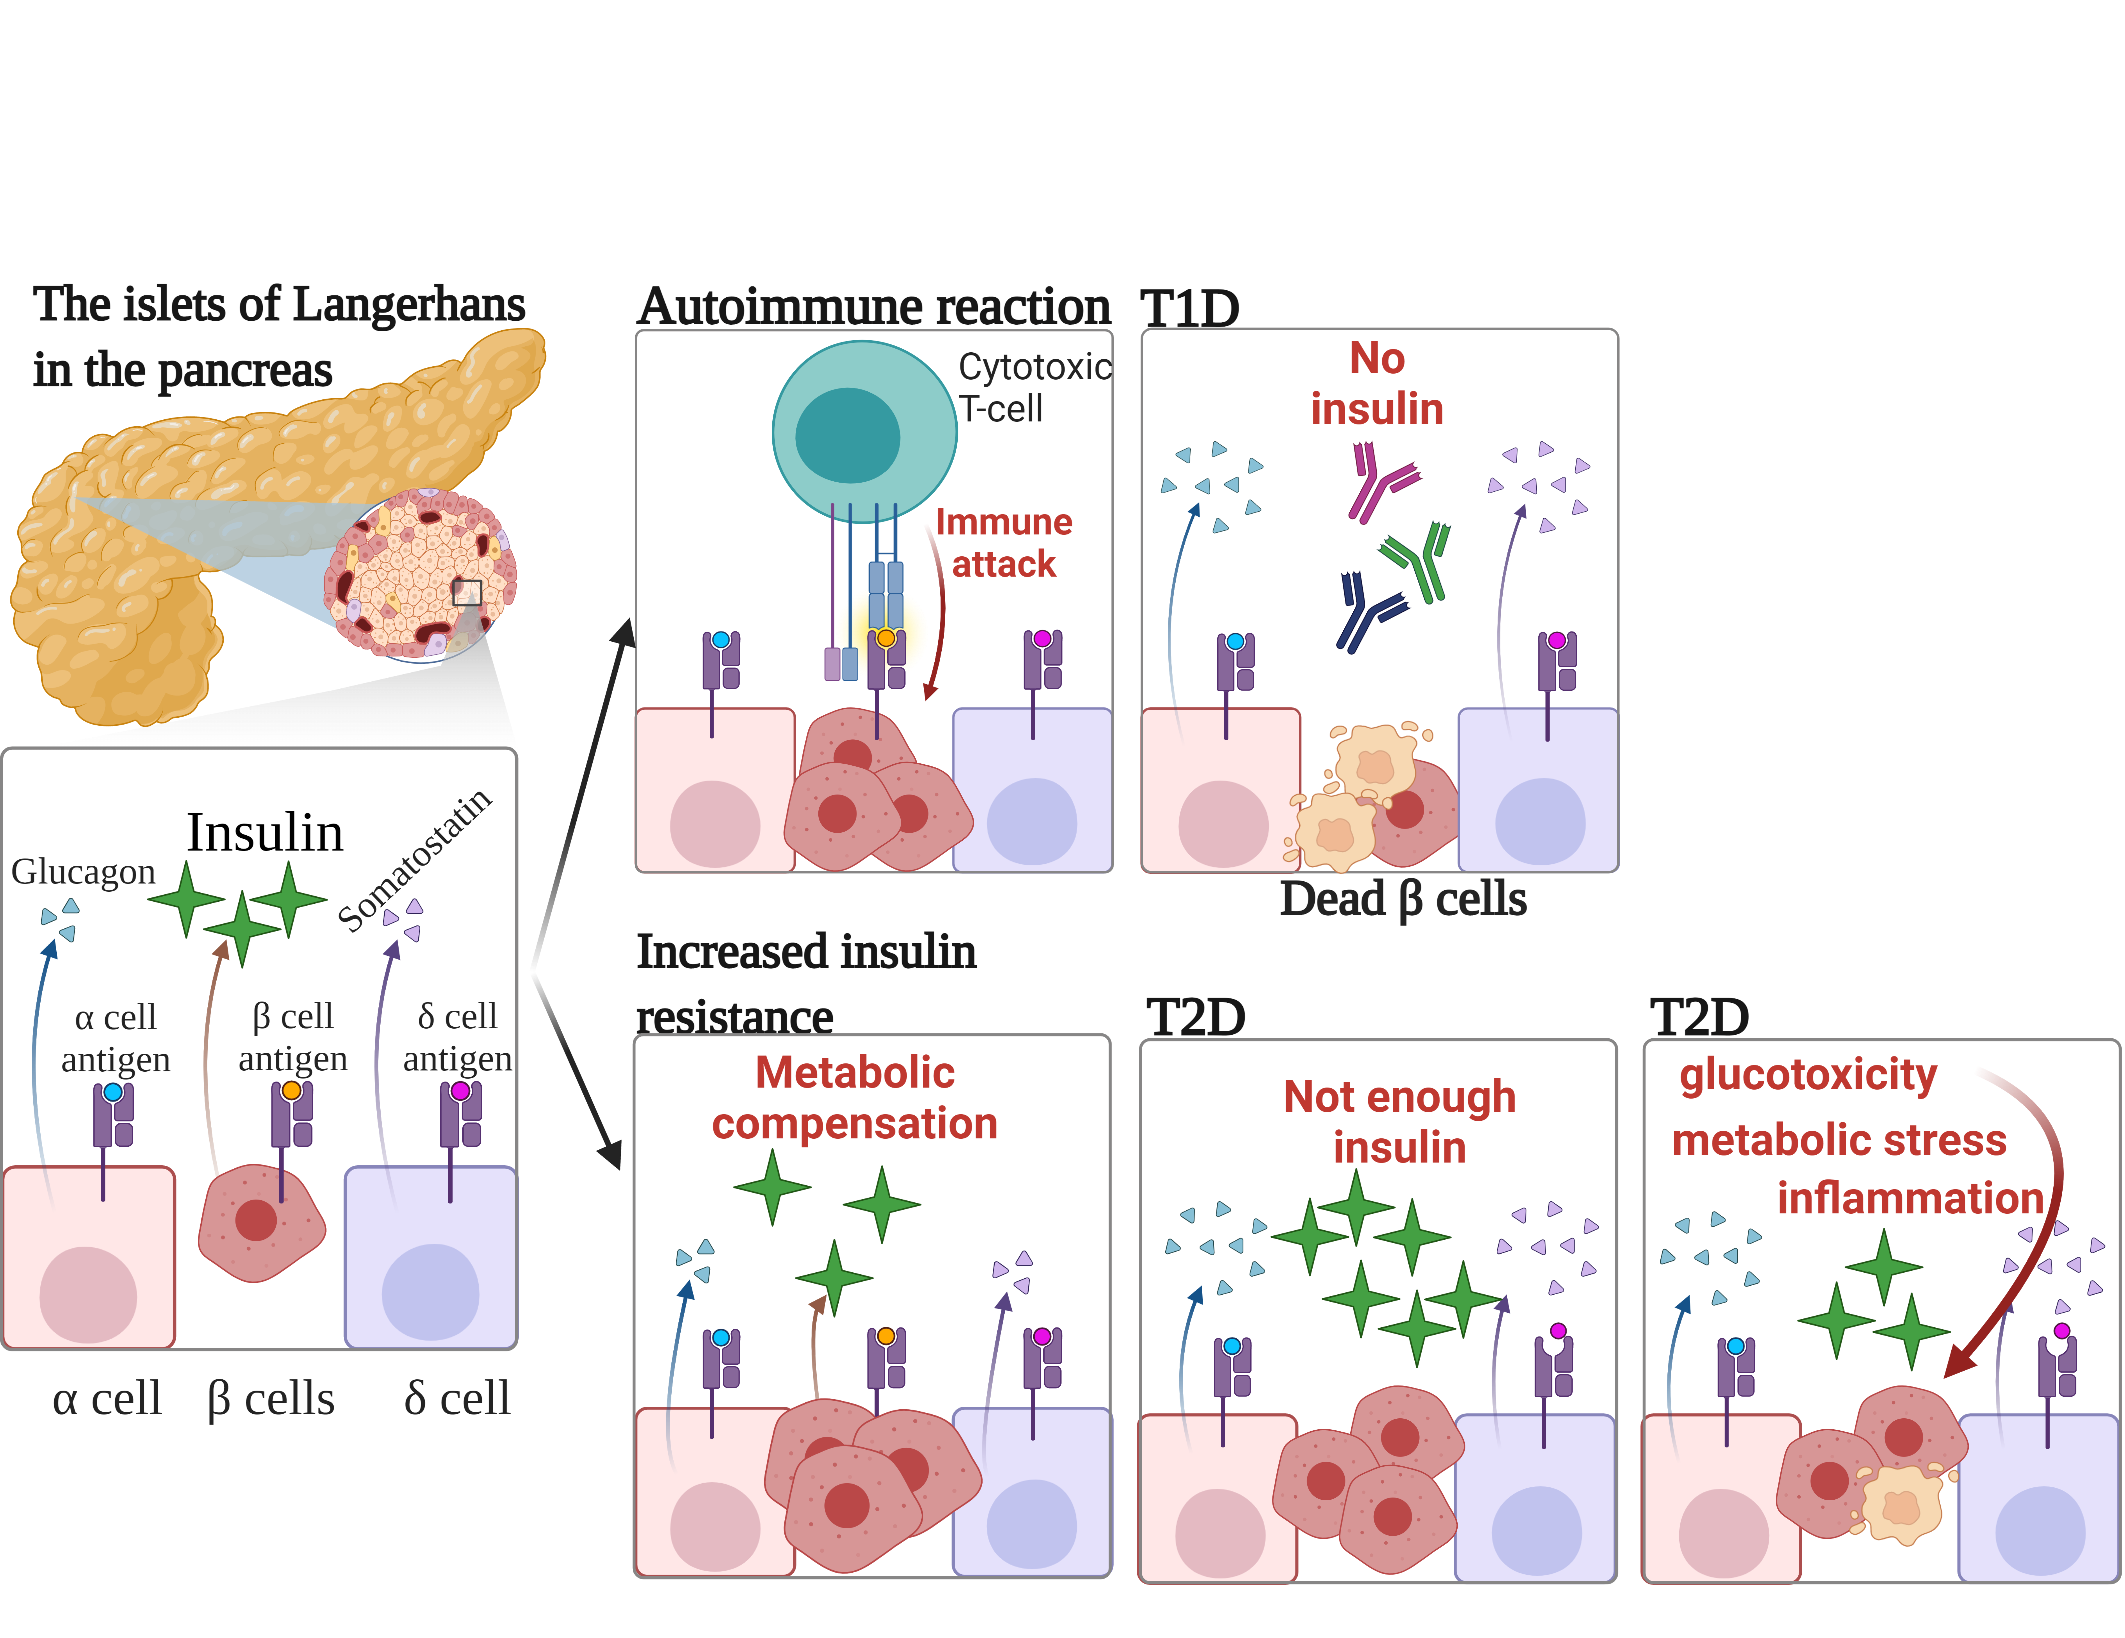 The islets of Langerhans
in the pancreas
Insulin
Glucagon
Somatostatin
α cell
antigen
β cell
antigen
δ cell
antigen
α cell
β cells
δ cell
Autoimmune reaction
Cytotoxic
T-cell
Immune
attack
T1D
No
insulin
Dead β cells
Increased insulin
resistance
Metabolic
compensation
T2D
Not enough
insulin
T2D
glucotoxicity
metabolic stress
inflammation